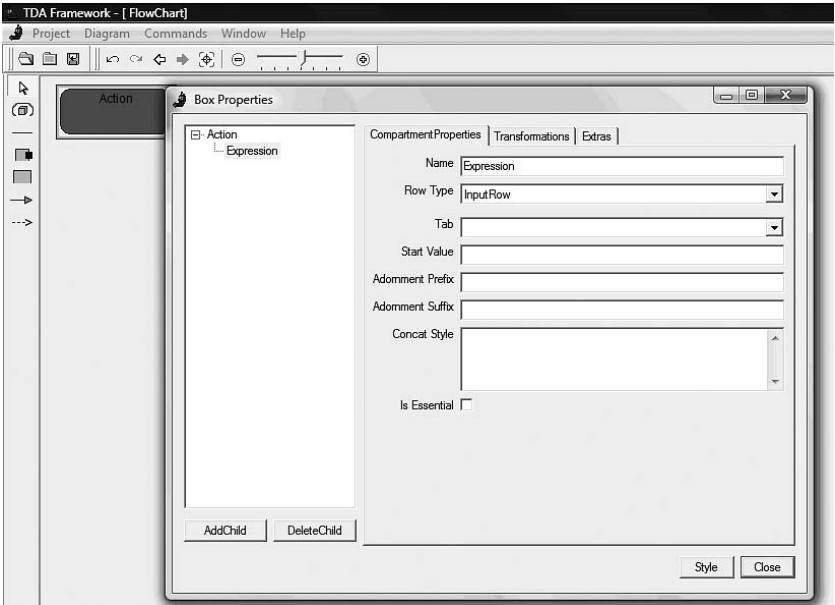 TDA Framework - [ FlowChart]
Project Diagram Commands Window Help
Action
Box Properties
Action
Expression
CompartmentProperties Transformations Extras
Name Expression
Row Type InputRow
Tab
Start Value
Adornment Prefix
Adornment Suffix
Concat Style
Is Essential
AddChild DeleteChild
Style Close